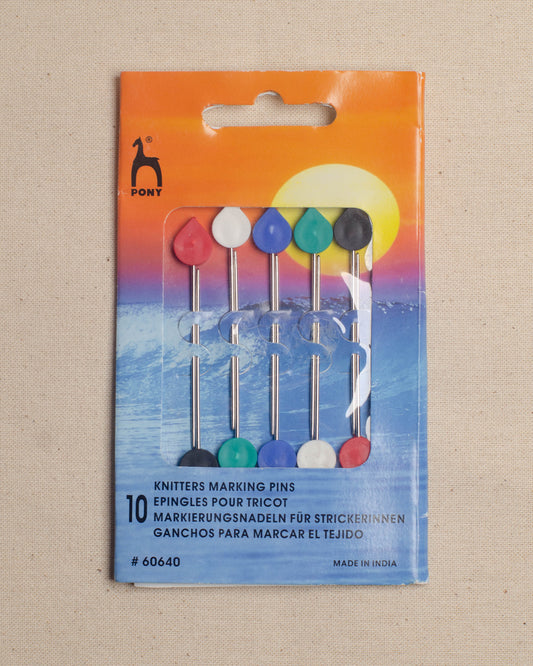 ®
PONY
10
KNITTERS MARKING PINS
EPINGLES POUR TRICOT
MARKIERUNGSNADELN FÜR STRICKERINNEN
GANCHOS PARA MARCAR EL TEJIDO
# 60640
MADE IN INDIA